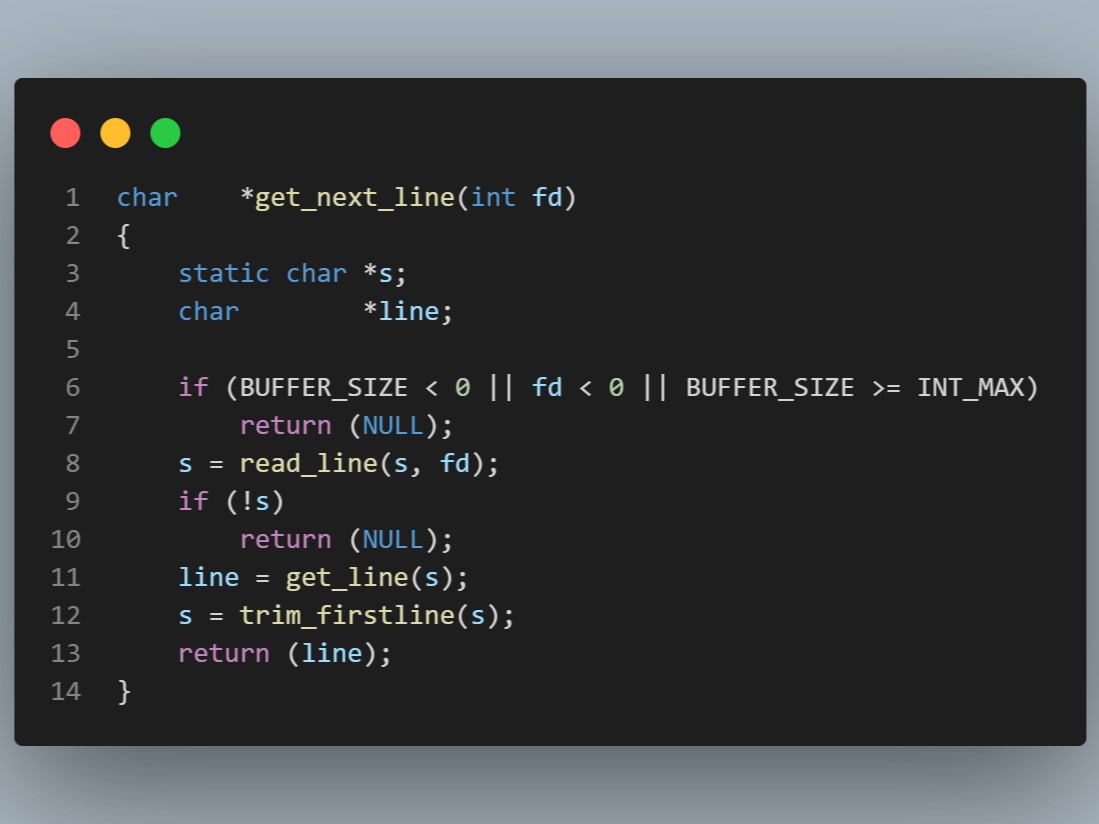 1 char    *get_next_line(int fd)
2 {
3     static char *s;
4     char        *line;
5
6     if (BUFFER_SIZE < 0 || fd < 0 || BUFFER_SIZE >= INT_MAX)
7         return (NULL);
8     s = read_line(s, fd);
9     if (!s)
10         return (NULL);
11     line = get_line(s);
12     s = trim_firstline(s);
13     return (line);
14 }